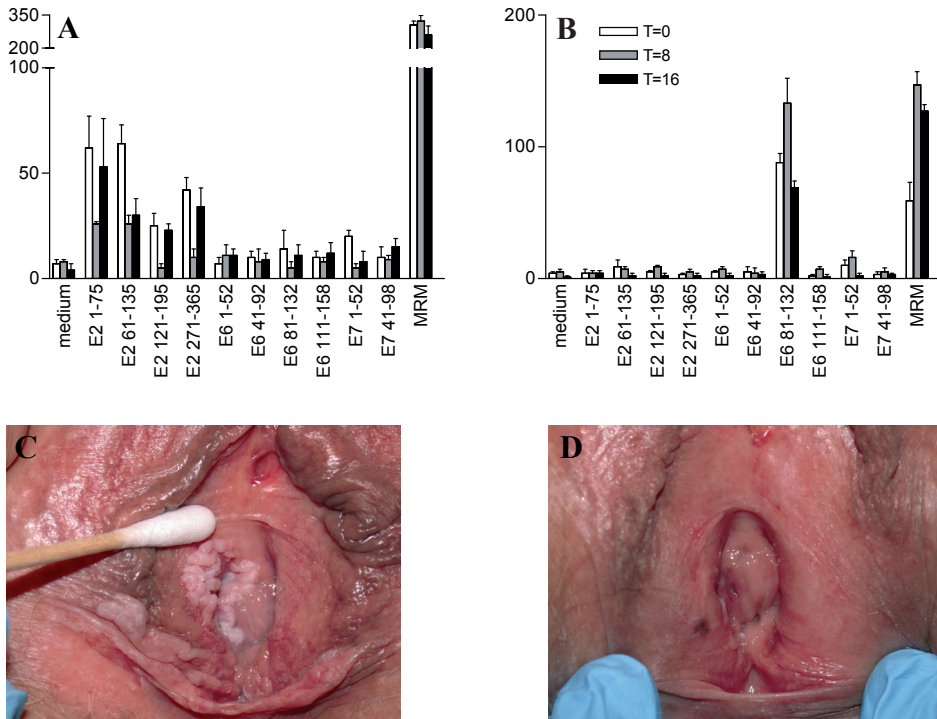 A
350
200
100
50
0
medium
E2 1-75
E2 61-135
E2 121-195
E2 271-365
E6 1-52
E6 41-92
E6 81-132
E6 111-158
E7 1-52
E7 41-98
MRM
B
200
100
0
T=0
T=8
T=16
medium
E2 1-75
E2 61-135
E2 121-195
E2 271-365
E6 1-52
E6 41-92
E6 81-132
E6 111-158
E7 1-52
E7 41-98
MRM
C
D